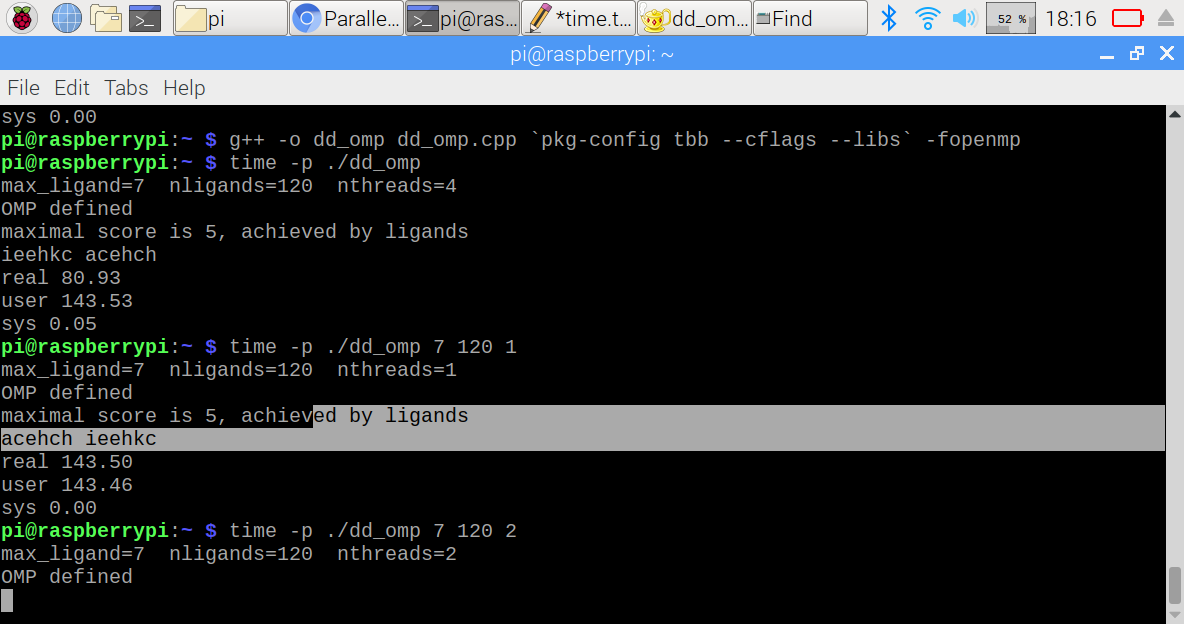 pi Paralle... pi@ras... *time.t... dd_om... Find 52 % 18:16
pi@raspberrypi: ~
File Edit Tabs Help
sys 0.00
pi@raspberrypi:~ $ g++ -o dd_omp dd_omp.cpp `pkg-config tbb --cflags --libs` -fopenmp
pi@raspberrypi:~ $ time -p ./dd_omp
max_ligand=7  nligands=120  nthreads=4
OMP defined
maximal score is 5, achieved by ligands
ieehkc acehch
real 80.93
user 143.53
sys 0.05
pi@raspberrypi:~ $ time -p ./dd_omp 7 120 1
max_ligand=7  nligands=120  nthreads=1
OMP defined
maximal score is 5, achieved by ligands
acehch ieehkc
real 143.50
user 143.46
sys 0.00
pi@raspberrypi:~ $ time -p ./dd_omp 7 120 2
max_ligand=7  nligands=120  nthreads=2
OMP defined